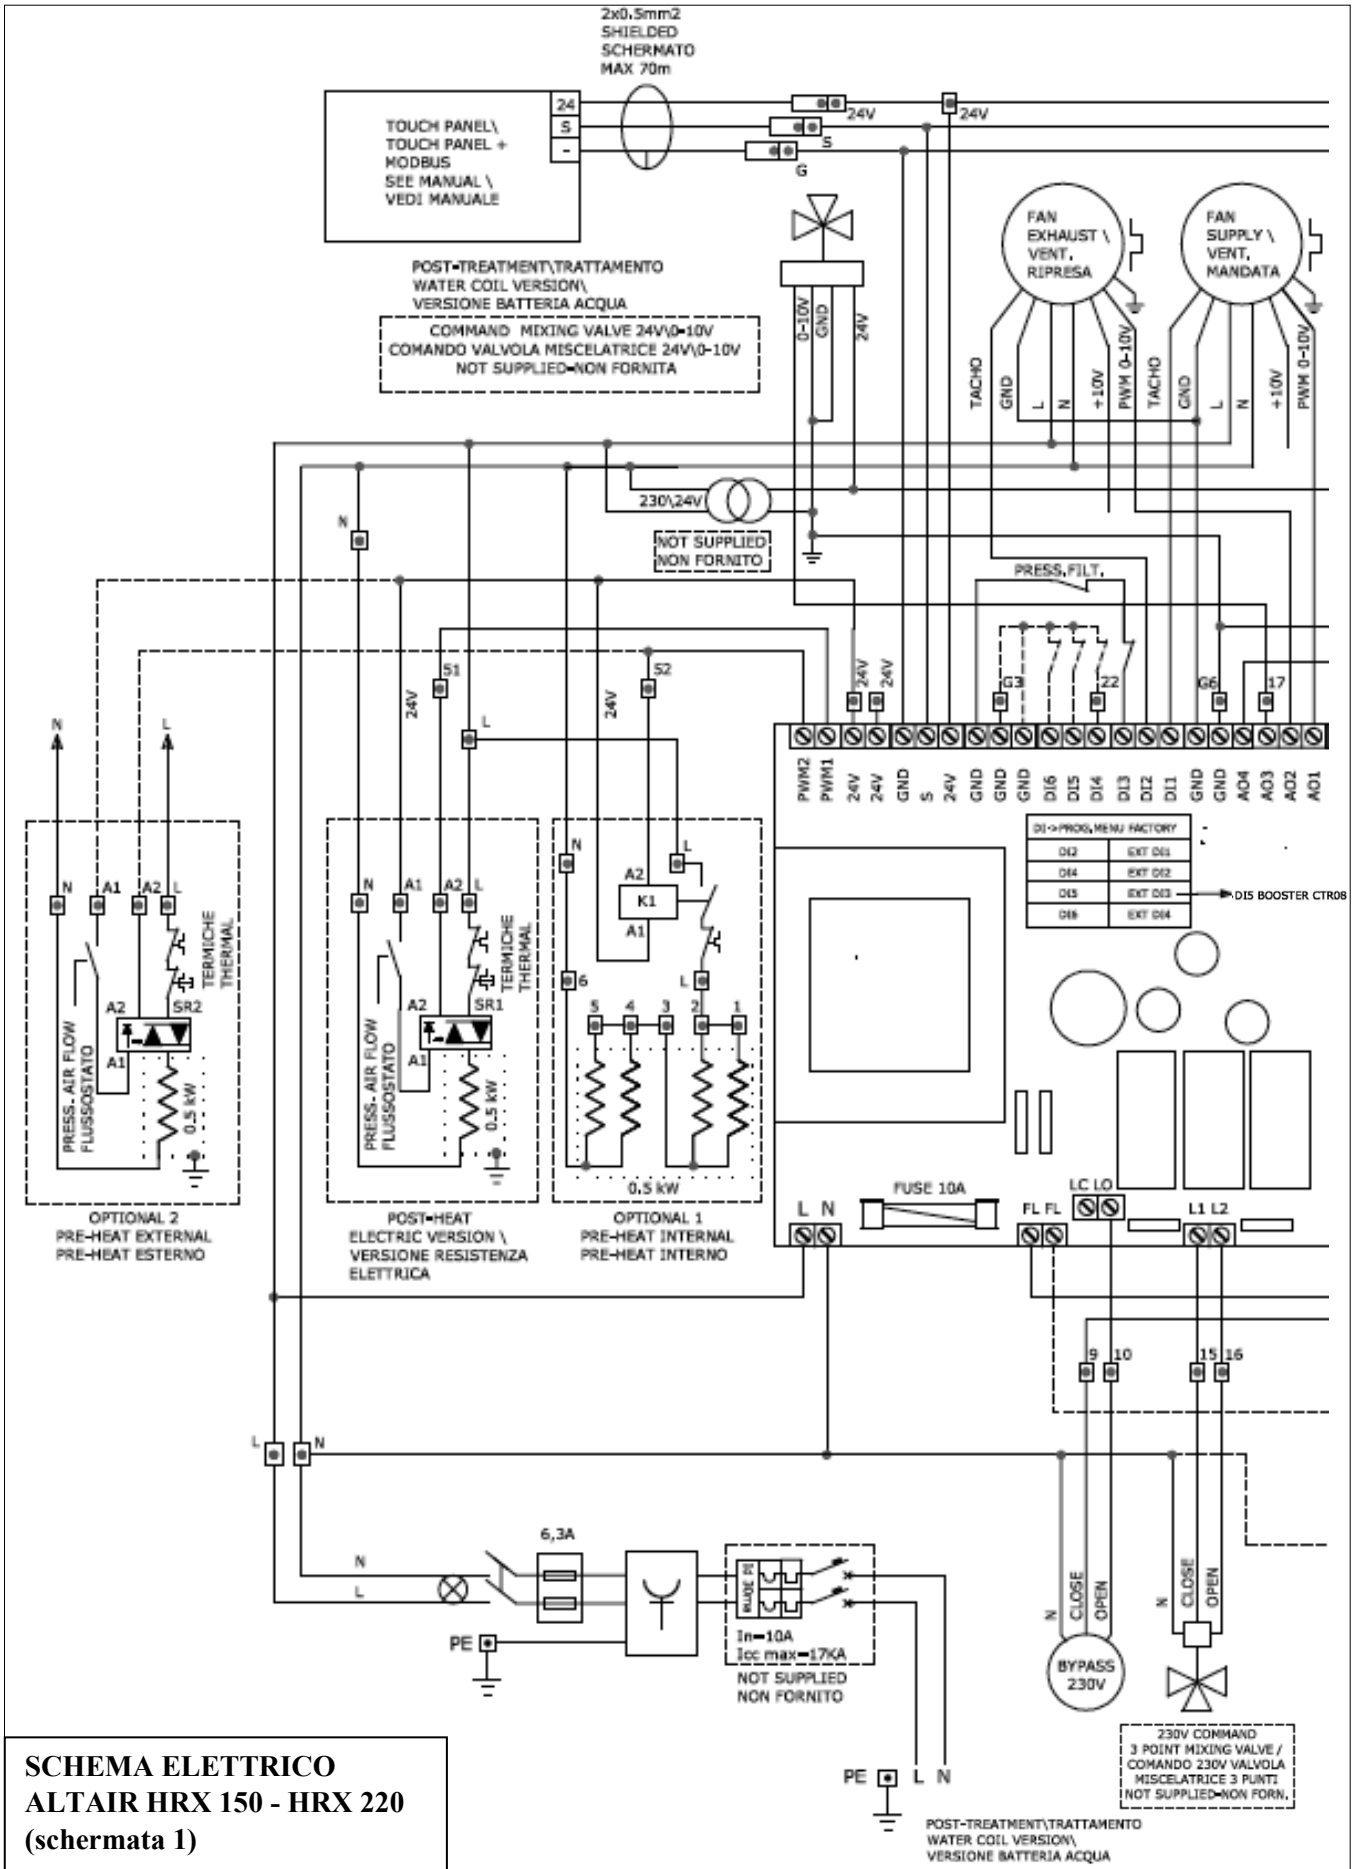 2x0.5mm2
SHIELDED
SCHERMATO
MAX 70m
24
S
-
TOUCH PANEL\
TOUCH PANEL +
MODBUS
SEE MANUAL \
VEDI MANUALE
24V
S
G
24V
FAN
EXHAUST \
VENT.
RIPRESA
FAN
SUPPLY \
VENT.
MANDATA
POST-TREATMENT\TRATTAMENTO
WATER COIL VERSION\
VERSIONE BATTERIA ACQUA
COMMAND MIXING VALVE 24V\0-10V
COMANDO VALVOLA MISCELATRICE 24V\0-10V
NOT SUPPLIED-NON FORNITA
0-10V
GND
24V
TACHO
GND
L
N
+10V
PWM 0-10V
TACHO
GND
L
N
+10V
PWM 0-10V
230\24V
NOT SUPPLIED
NON FORNITO
N
PRESS.FILT.
24V
S1
L
24V
S2
24V
24V
G3
22
G6
17
N
L
PWM2
PWM1
24V
24V
GND
S
24V
GND
GND
GND
DI6
DI5
DI4
DI3
DI2
DI1
GND
GND
AO4
AO3
AO2
AO1
DI->PROG.MENU FACTORY
DI2 EXT DI1
DI4 EXT DI2
DI5 EXT DI3
DI6 EXT DI4
DI5 BOOSTER CTR08
N
A1
A2
L
TERMICHE
THERMAL
A2
SR2
A1
PRESS. AIR FLOW
FLUSSOSTATO
0.5 kW
N
A1
A2
L
TERMICHE
THERMAL
A2
SR1
A1
PRESS. AIR FLOW
FLUSSOSTATO
0.5 kW
N
A2
K1
A1
L
6
L
5
4
3
2
1
0.5 kW
OPTIONAL 2
PRE-HEAT EXTERNAL
PRE-HEAT ESTERNO
POST-HEAT
ELECTRIC VERSION \
VERSIONE RESISTENZA
ELETTRICA
OPTIONAL 1
PRE-HEAT INTERNAL
PRE-HEAT INTERNO
L N
FUSE 10A
FL FL
LC LO
L1 L2
9
10
15
16
L
N
6,3A
N
L
PE
Id 30mA
In=10A
Icc max=17KA
NOT SUPPLIED
NON FORNITO
N
CLOSE
OPEN
BYPASS
230V
N
CLOSE
OPEN
230V COMMAND
3 POINT MIXING VALVE /
COMANDO 230V VALVOLA
MISCELATRICE 3 PUNTI
NOT SUPPLIED-NON FORN.
PE
L
N
POST-TREATMENT\TRATTAMENTO
WATER COIL VERSION\
VERSIONE BATTERIA ACQUA
SCHEMA ELETTRICO
ALTAIR HRX 150 - HRX 220
(schermata 1)